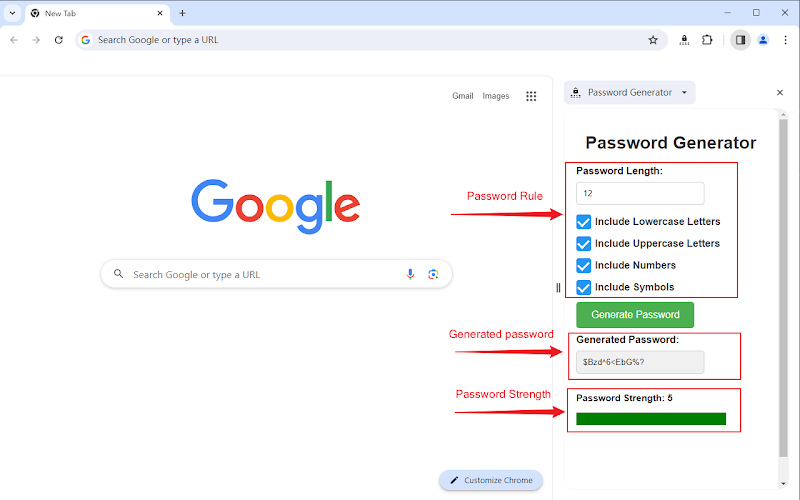 New Tab
Search Google or type a URL
Gmail Images
Password Generator
Password Generator
Password Length:
12
Password Rule
Include Lowercase Letters
Include Uppercase Letters
Include Numbers
Include Symbols
Google
Search Google or type a URL
Generate Password
Generated password
Generated Password:
$Bzd^6<EbG%?
Password Strength
Password Strength: 5
Customize Chrome